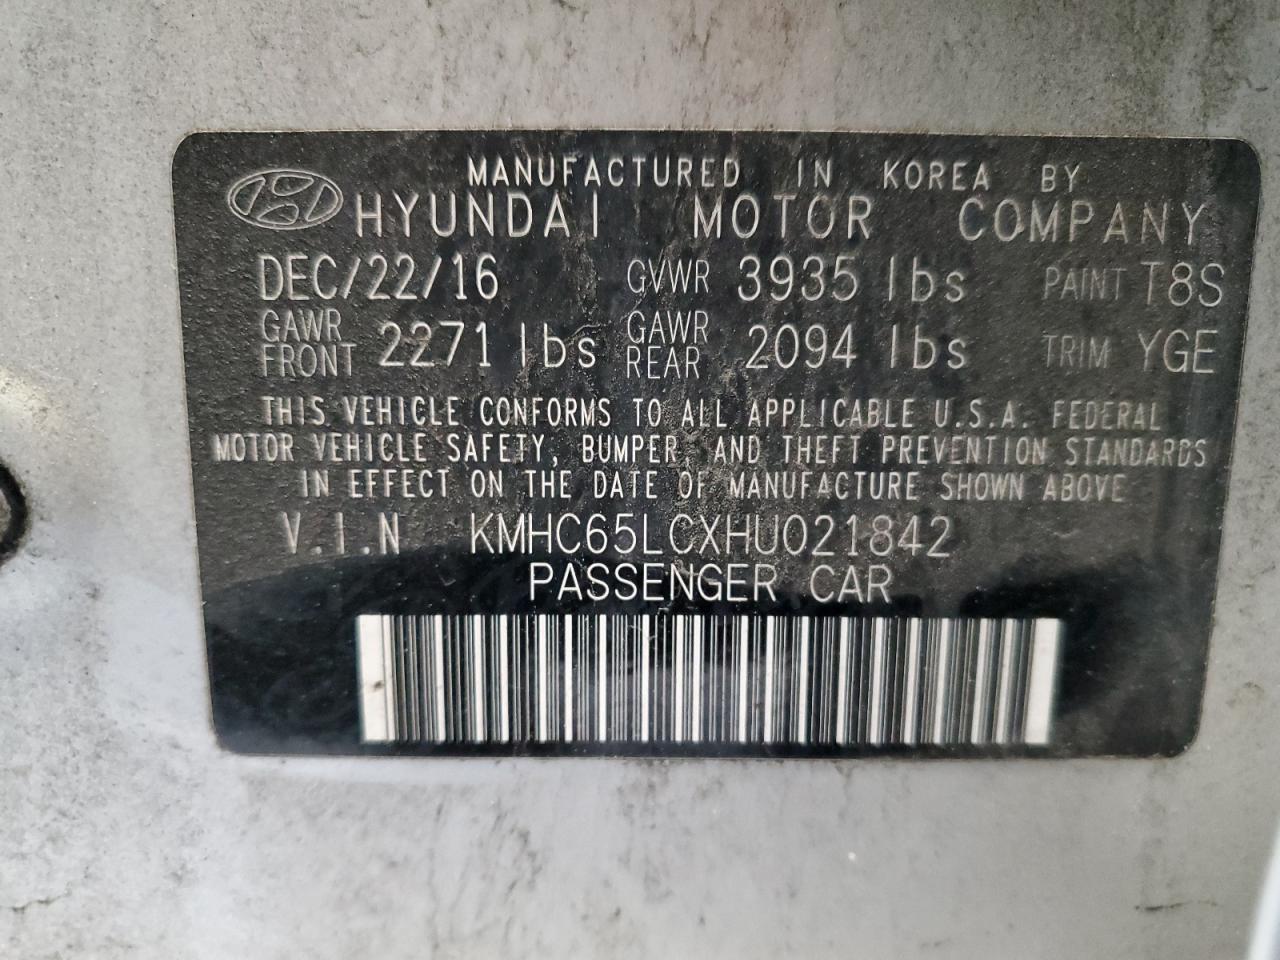 MANUFACTURED IN KOREA BY
HYUNDAI MOTOR COMPANY
DEC/22/16 GVWR 3935 lbs PAINT T8S
GAWR FRONT 2271 lbs GAWR REAR 2094 lbs TRIM YGE
THIS VEHICLE CONFORMS TO ALL APPLICABLE U.S.A. FEDERAL
MOTOR VEHICLE SAFETY, BUMPER, AND THEFT PREVENTION STANDARDS
IN EFFECT ON THE DATE OF MANUFACTURE SHOWN ABOVE
V.I.N KMHC65LCXHU021842
PASSENGER CAR